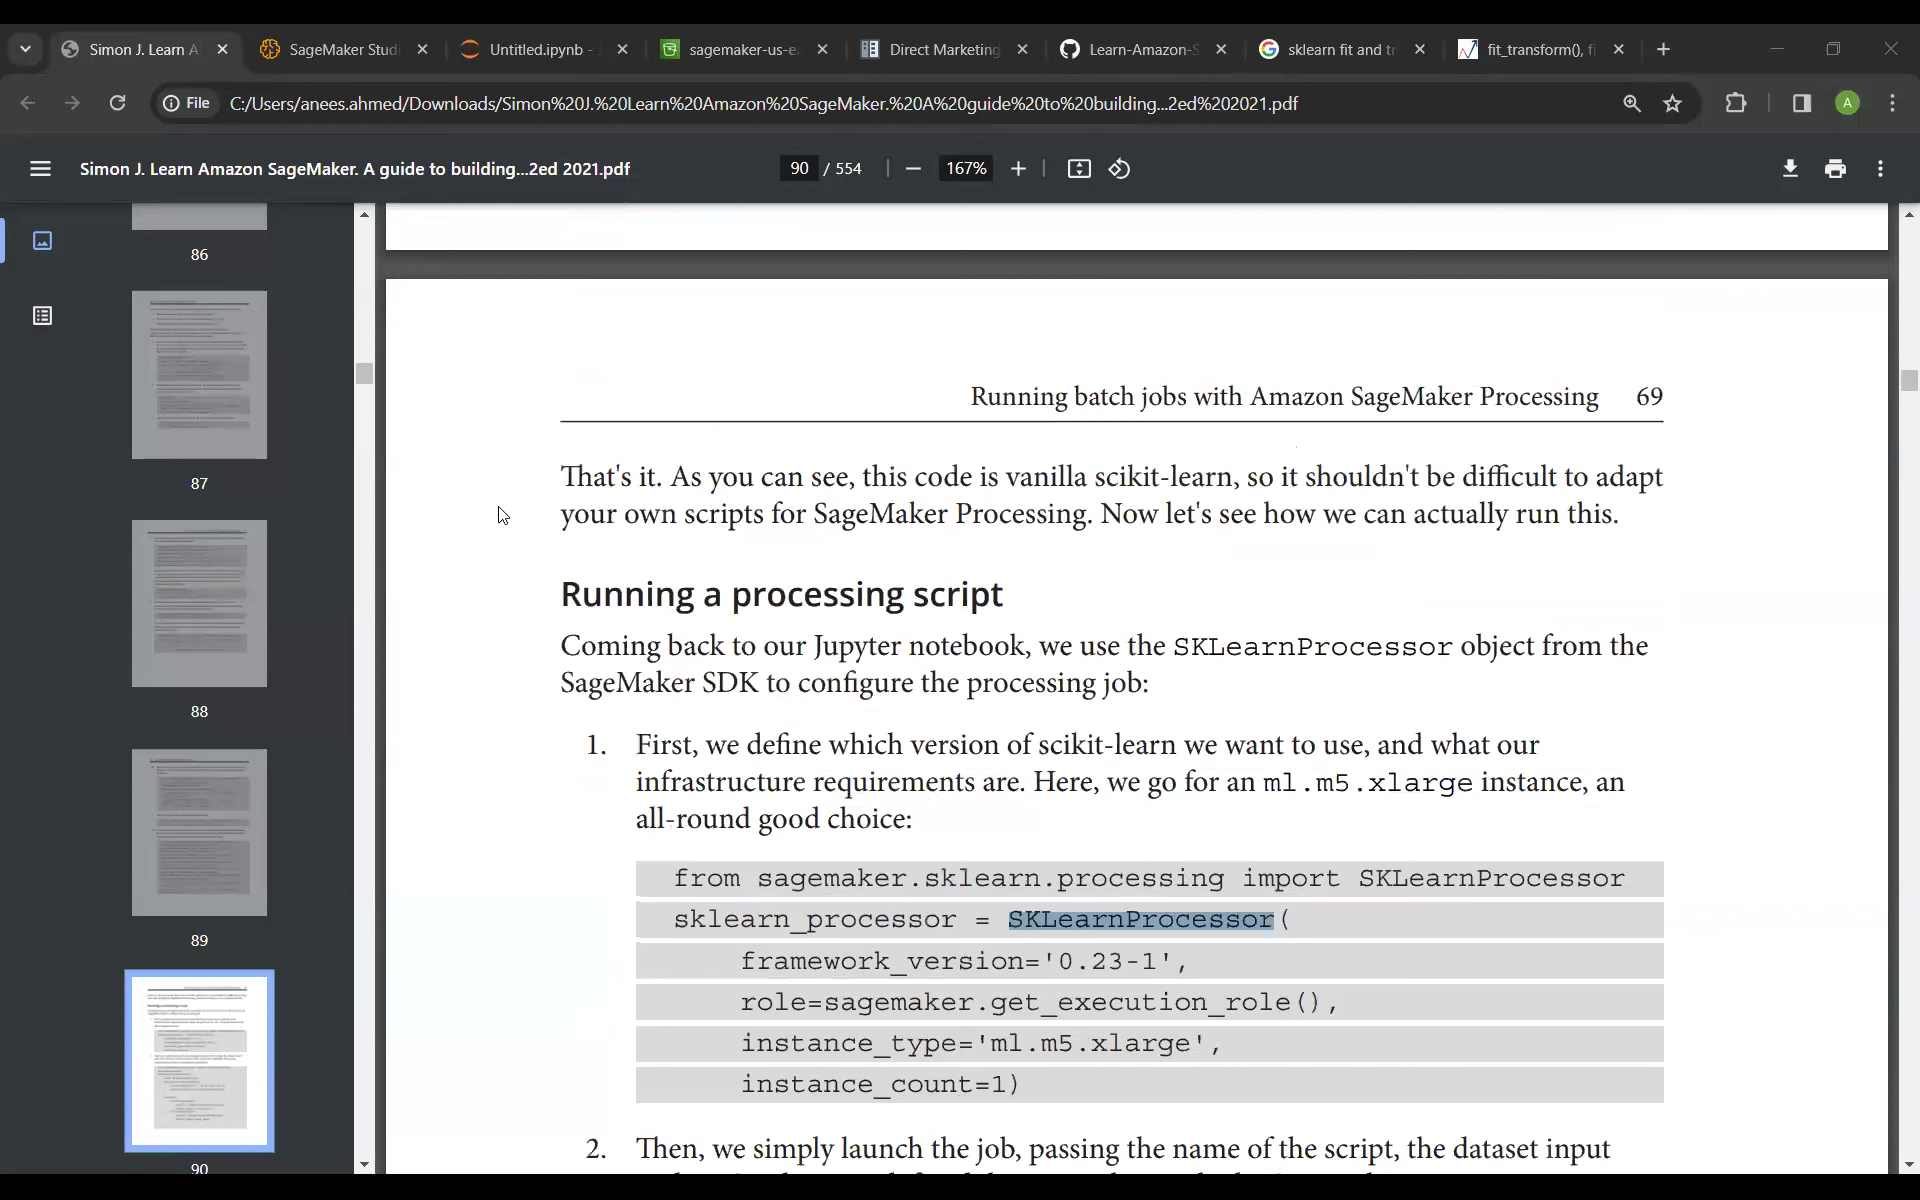 Simon J. Learn A
SageMaker Studi
Untitled.ipynb -
sagemaker-us-e
Direct Marketing
Learn-Amazon-S
sklearn fit and tr
fit_transform(), fi
File
C:/Users/anees.ahmed/Downloads/Simon%20J.%20Learn%20Amazon%20SageMaker.%20A%20guide%20to%20building...2ed%202021.pdf
A
Simon J. Learn Amazon SageMaker. A guide to building...2ed 2021.pdf
90 / 554
167%
86
87
88
89
90
Running batch jobs with Amazon SageMaker Processing 69
That's it. As you can see, this code is vanilla scikit-learn, so it shouldn't be difficult to adapt
your own scripts for SageMaker Processing. Now let's see how we can actually run this.
Running a processing script
Coming back to our Jupyter notebook, we use the SKLearnProcessor object from the
SageMaker SDK to configure the processing job:
1. First, we define which version of scikit-learn we want to use, and what our
infrastructure requirements are. Here, we go for an ml.m5.xlarge instance, an
all-round good choice:
from sagemaker.sklearn.processing import SKLearnProcessor
sklearn_processor = SKLearnProcessor(
framework_version='0.23-1',
role=sagemaker.get_execution_role(),
instance_type='ml.m5.xlarge',
instance_count=1)
2. Then, we simply launch the job, passing the name of the script, the dataset input